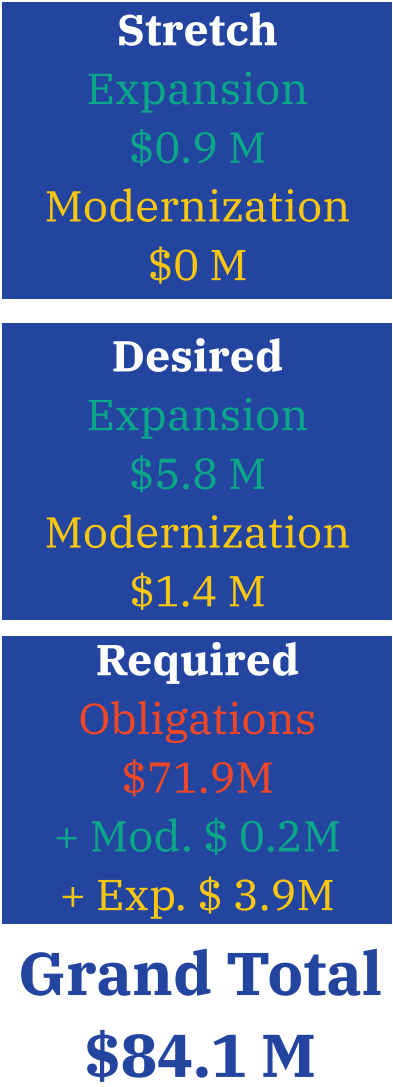 Stretch
Expansion
$0.9 M
Modernization
$0 M
Desired
Expansion
$5.8 M
Modernization
$1.4 M
Required
Obligations
$71.9M
+ Mod. $ 0.2M
+ Exp. $ 3.9M
Grand Total
$84.1 M